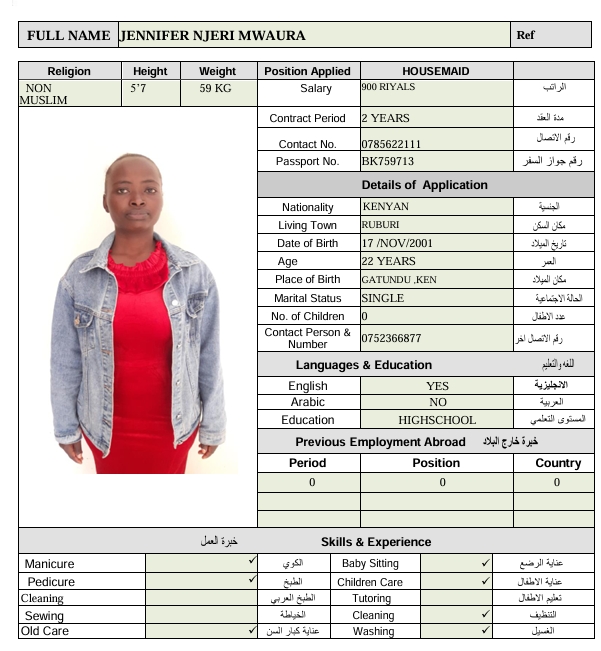 FULL NAME JENNIFER NJERI MWAURA Ref
Religion Height Weight Position Applied HOUSEMAID
NON MUSLIM 5’7 59 KG Salary 900 RIYALS الراتب
Contract Period 2 YEARS مدة العقد
Contact No. 0785622111 رقم الاتصال
Passport No. BK759713 رقم جواز السفر
Details of Application
Nationality KENYAN الجنسية
Living Town RUBURI مكان السكن
Date of Birth 17 /NOV/2001 تاريخ الميلاد
Age 22 YEARS العمر
Place of Birth GATUNDU ,KEN مكان الميلاد
Marital Status SINGLE الحالة الاجتماعية
No. of Children 0 عدد الاطفال
Contact Person & Number 0752366877 رقم الاتصال اخر
Languages & Education اللغه والتعليم
English YES الانجليزية
Arabic NO العربية
Education HIGHSCHOOL المستوى التعلمي
Previous Employment Abroad خبرة خارج البلاد
Period Position Country
0 0 0
خبرة العمل Skills & Experience
Manicure ✓ الكوي Baby Sitting ✓ عناية الرضع
Pedicure ✓ الطبخ Children Care ✓ عناية الاطفال
Cleaning الطبخ العربي Tutoring تعليم الاطفال
Sewing الخياطة Cleaning ✓ التنظيف
Old Care ✓ عناية كبار السن Washing ✓ الغسيل